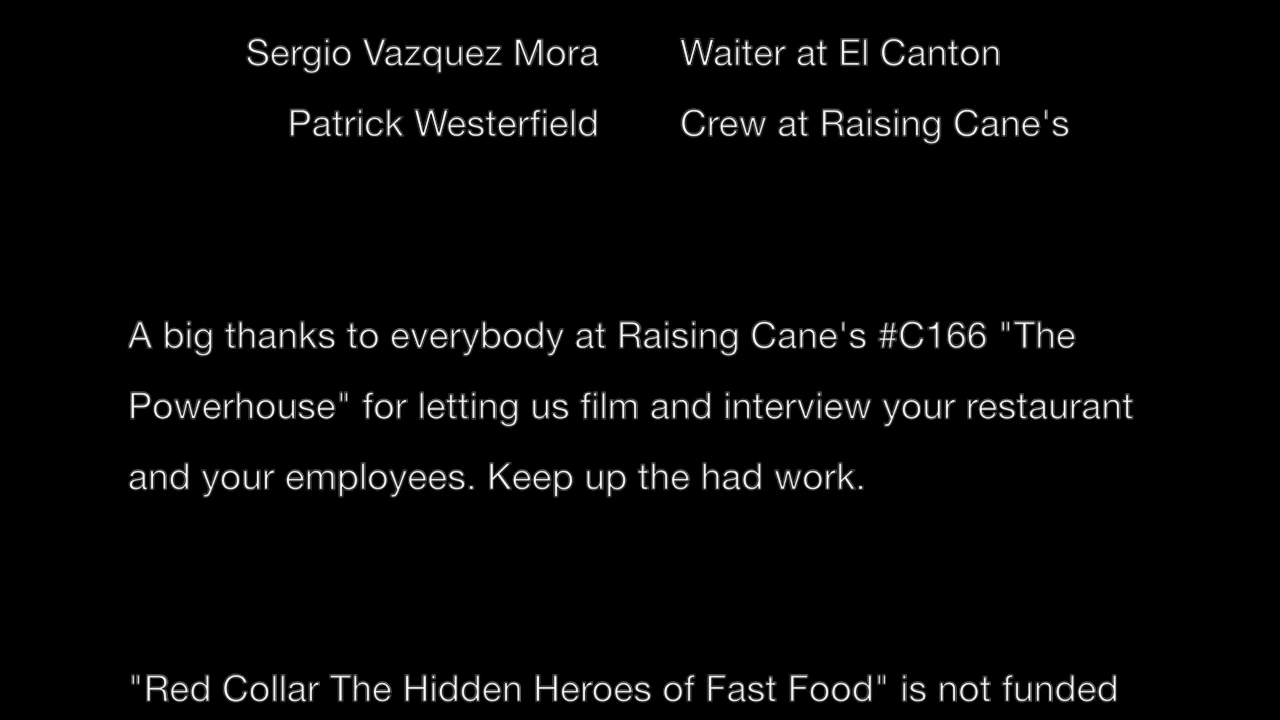 Sergio Vazquez Mora Waiter at El Canton
Patrick Westerfield Crew at Raising Cane's
A big thanks to everybody at Raising Cane's #C166 "The
Powerhouse" for letting us film and interview your restaurant
and your employees. Keep up the had work.
"Red Collar The Hidden Heroes of Fast Food" is not funded